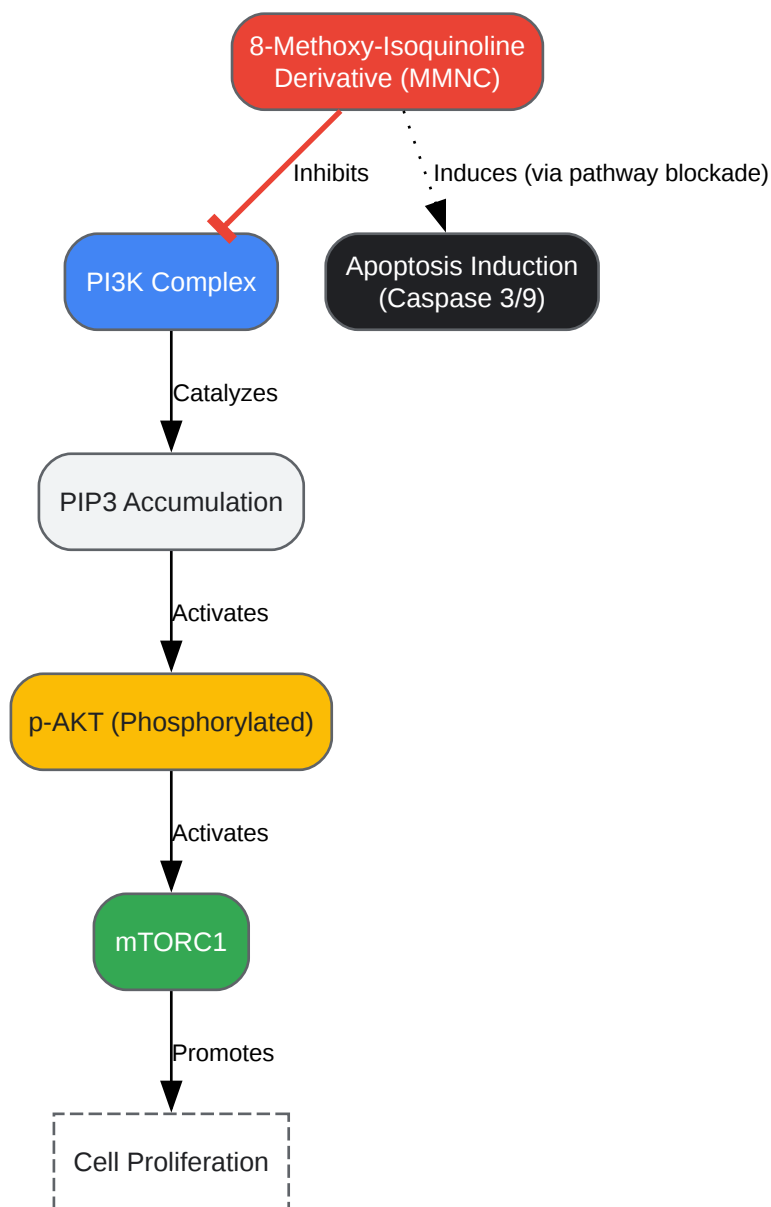 8-Methoxy-Isoquinoline
Derivative (MMNC)
Inhibits
Induces (via pathway blockade)
PI3K Complex
Apoptosis Induction
(Caspase 3/9)
Catalyzes
PIP3 Accumulation
Activates
p-AKT (Phosphorylated)
Activates
mTORC1
Promotes
Cell Proliferation